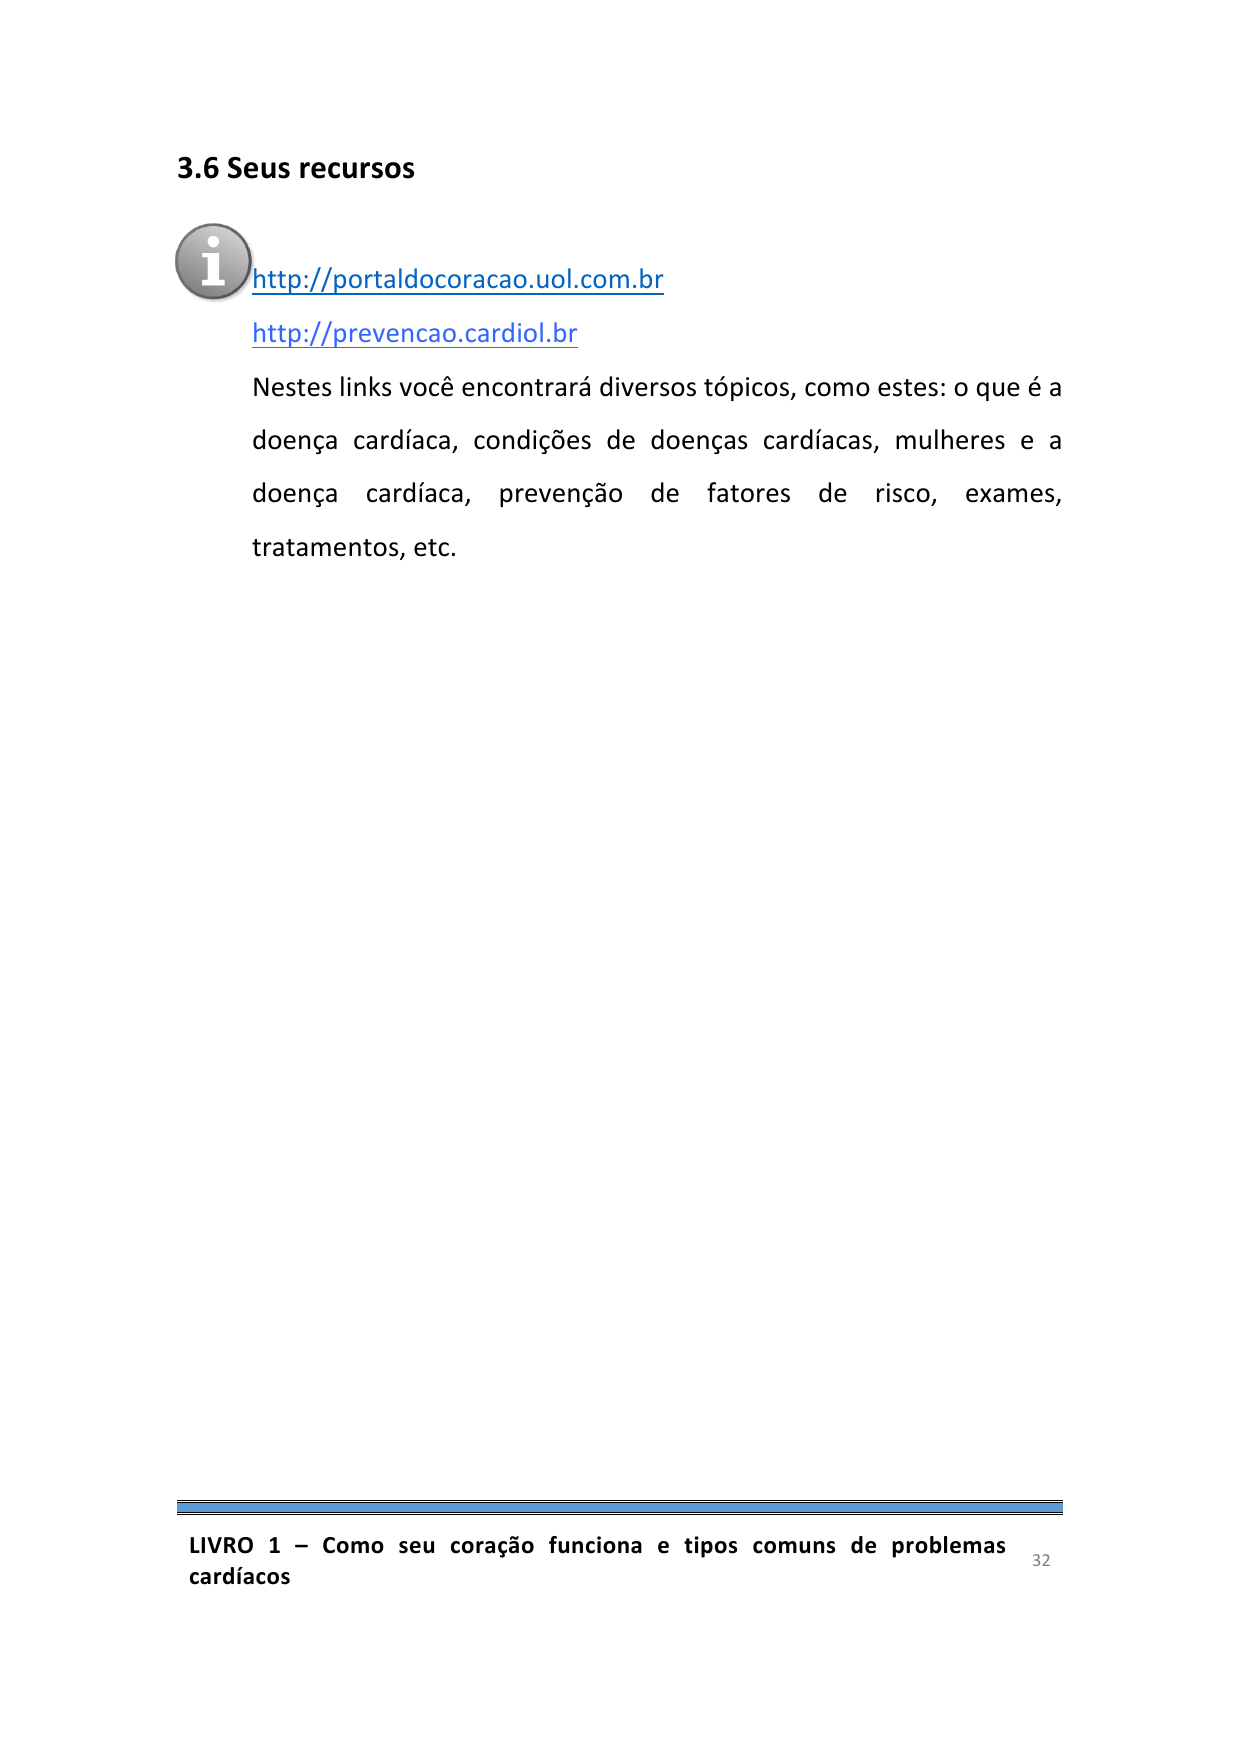 3.6 Seus recursos
http://portaldocoracao.uol.com.br
http://prevencao.cardiol.br
Nestes links você encontrará diversos tópicos, como estes: o que é a
doença cardíaca, condições de doenças cardíacas, mulheres e a
doença cardíaca, prevenção de fatores de risco, exames,
tratamentos, etc.
LIVRO 1 – Como seu coração funciona e tipos comuns de problemas
cardíacos
32